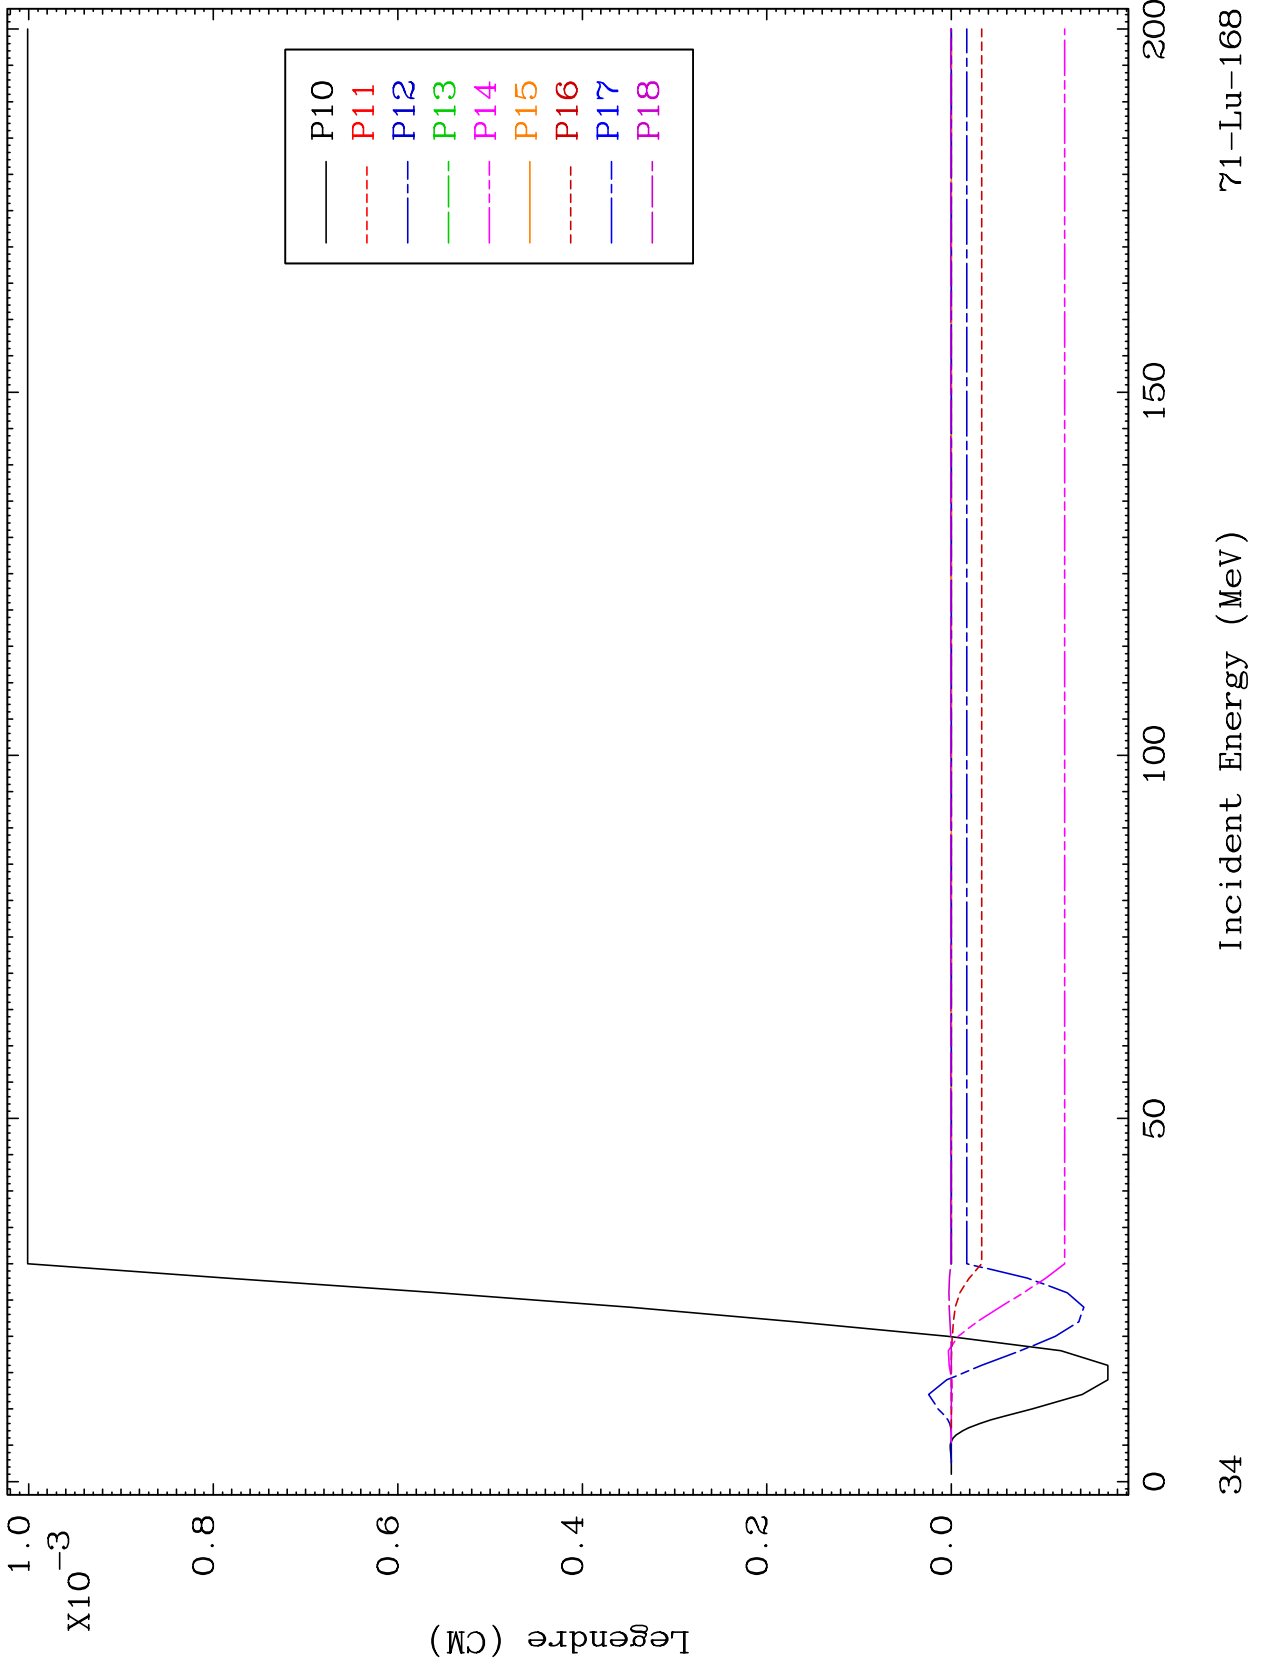 1.0
X10⁻³
0.8
0.6
0.4
0.2
0.0
Legendre (CM)
P10
P11
P12
P13
P14
P15
P16
P17
P18
0
50
100
150
200
34
Incident Energy (MeV)
71-Lu-168